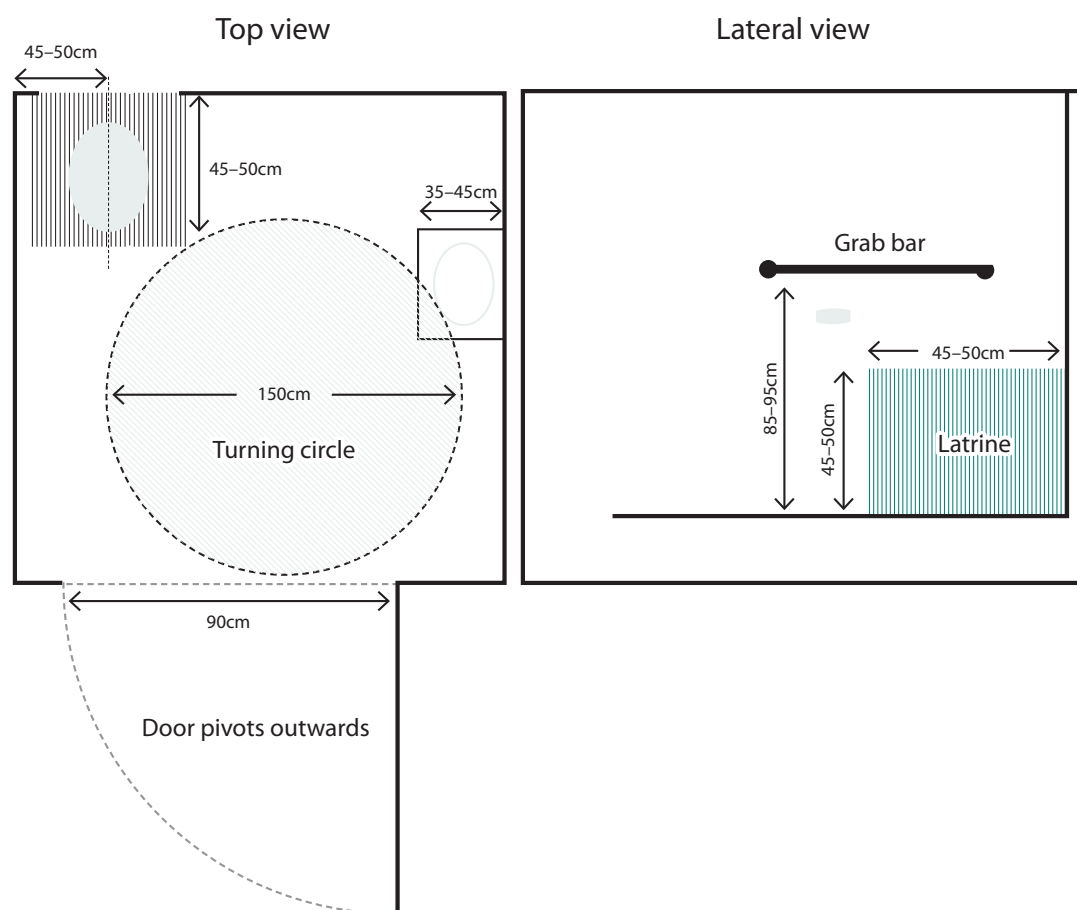 Top view
45–50cm
45–50cm
35–45cm
150cm
Turning circle
90cm
Door pivots outwards
Lateral view
Grab bar
85–95cm
45–50cm
45–50cm
Latrine